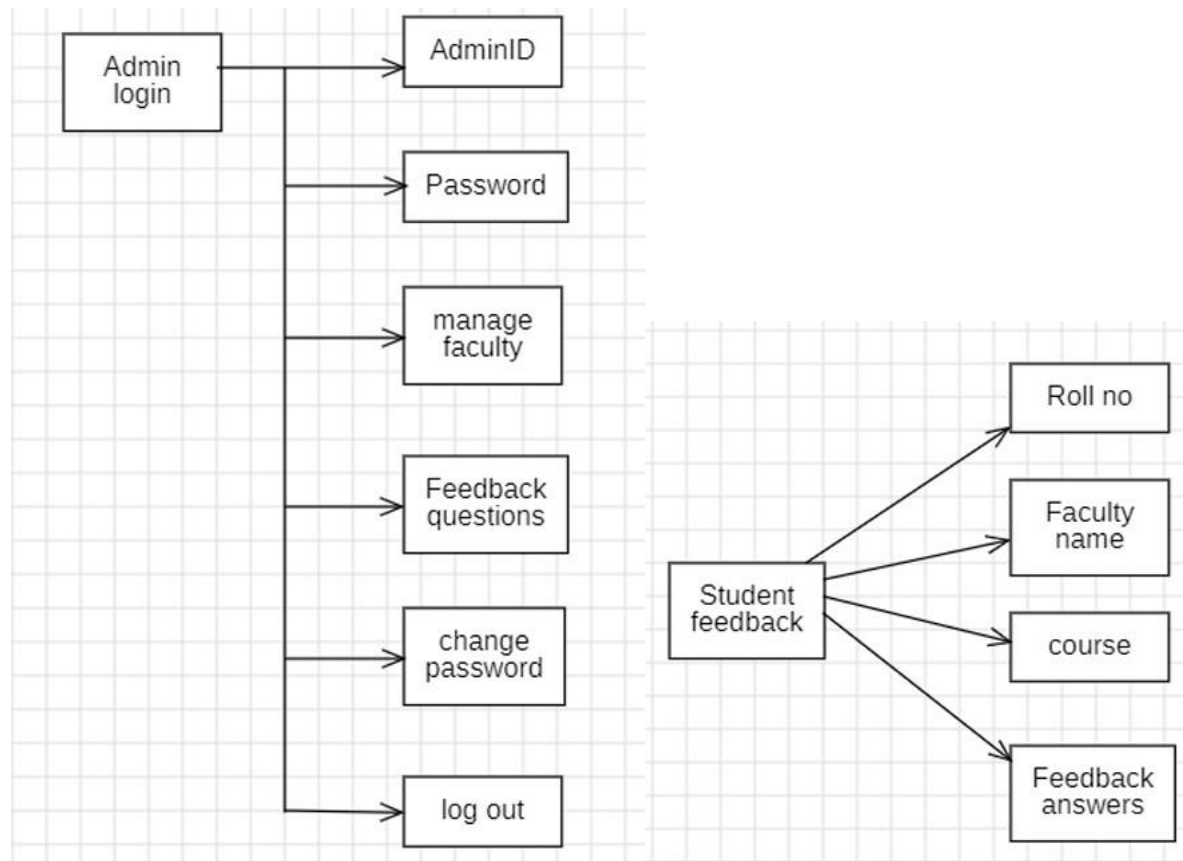 Admin
login
AdminID
Password
manage
faculty
Feedback
questions
change
password
log out
Student
feedback
Roll no
Faculty
name
course
Feedback
answers